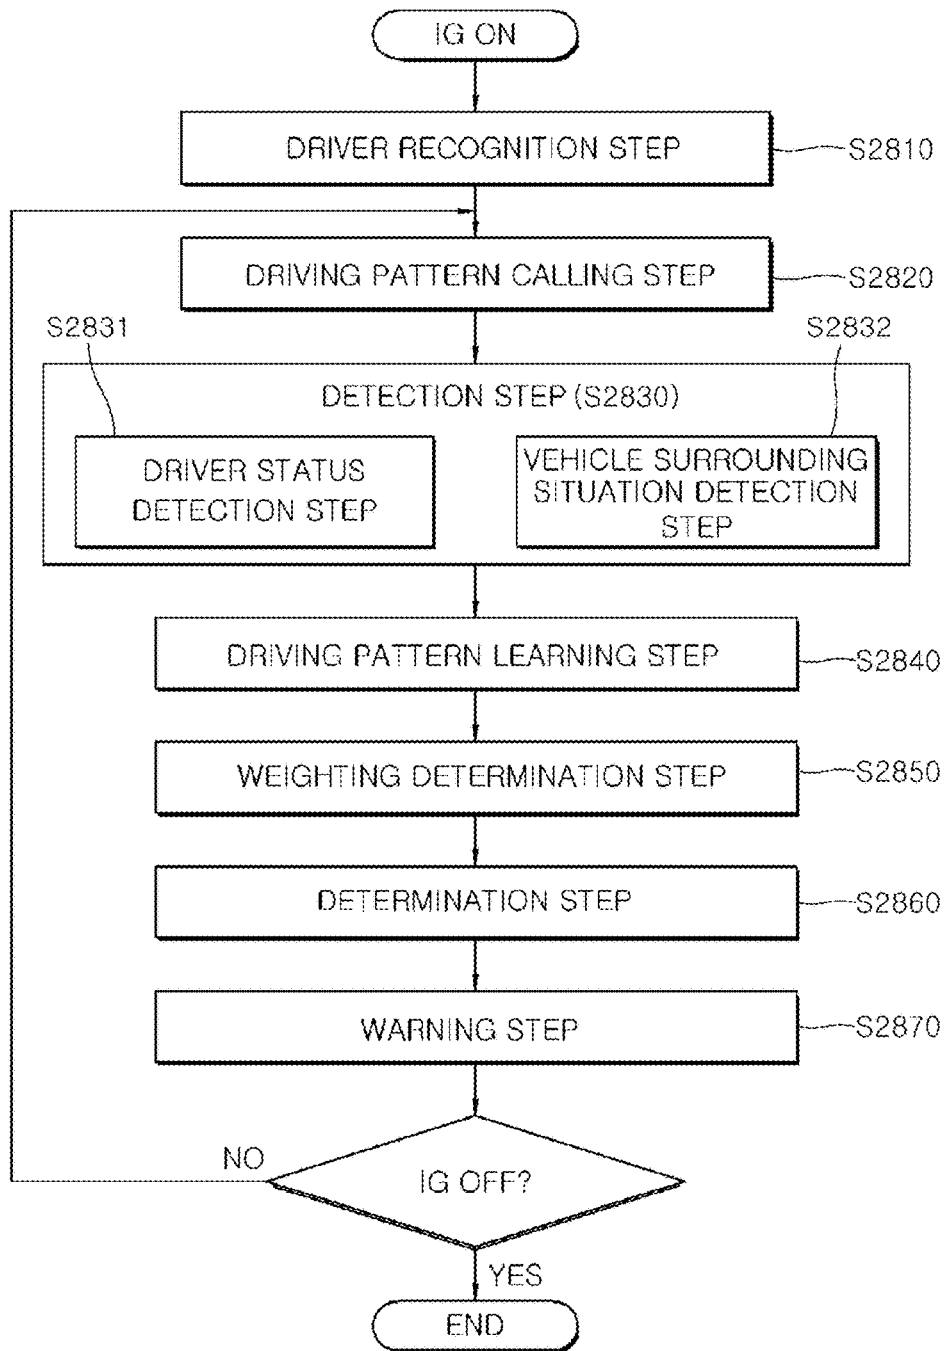 IG ON
DRIVER RECOGNITION STEP
S2810
DRIVING PATTERN CALLING STEP
S2820
S2831
S2832
DETECTION STEP (S2830)
DRIVER STATUS
DETECTION STEP
VEHICLE SURROUNDING
SITUATION DETECTION
STEP
DRIVING PATTERN LEARNING STEP
S2840
WEIGHTING DETERMINATION STEP
S2850
DETERMINATION STEP
S2860
WARNING STEP
S2870
NO
IG OFF?
YES
END